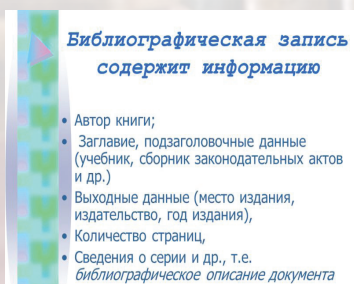 Библиографическая запись
содержит информацию
• Автор книги;
• Заглавие, подзаголовочные данные
(учебник, сборник законодательных актов
и др.)
• Выходные данные (место издания,
издательство, год издания),
• Количество страниц,
• Сведения о серии и др., т.е.
библиографическое описание документа